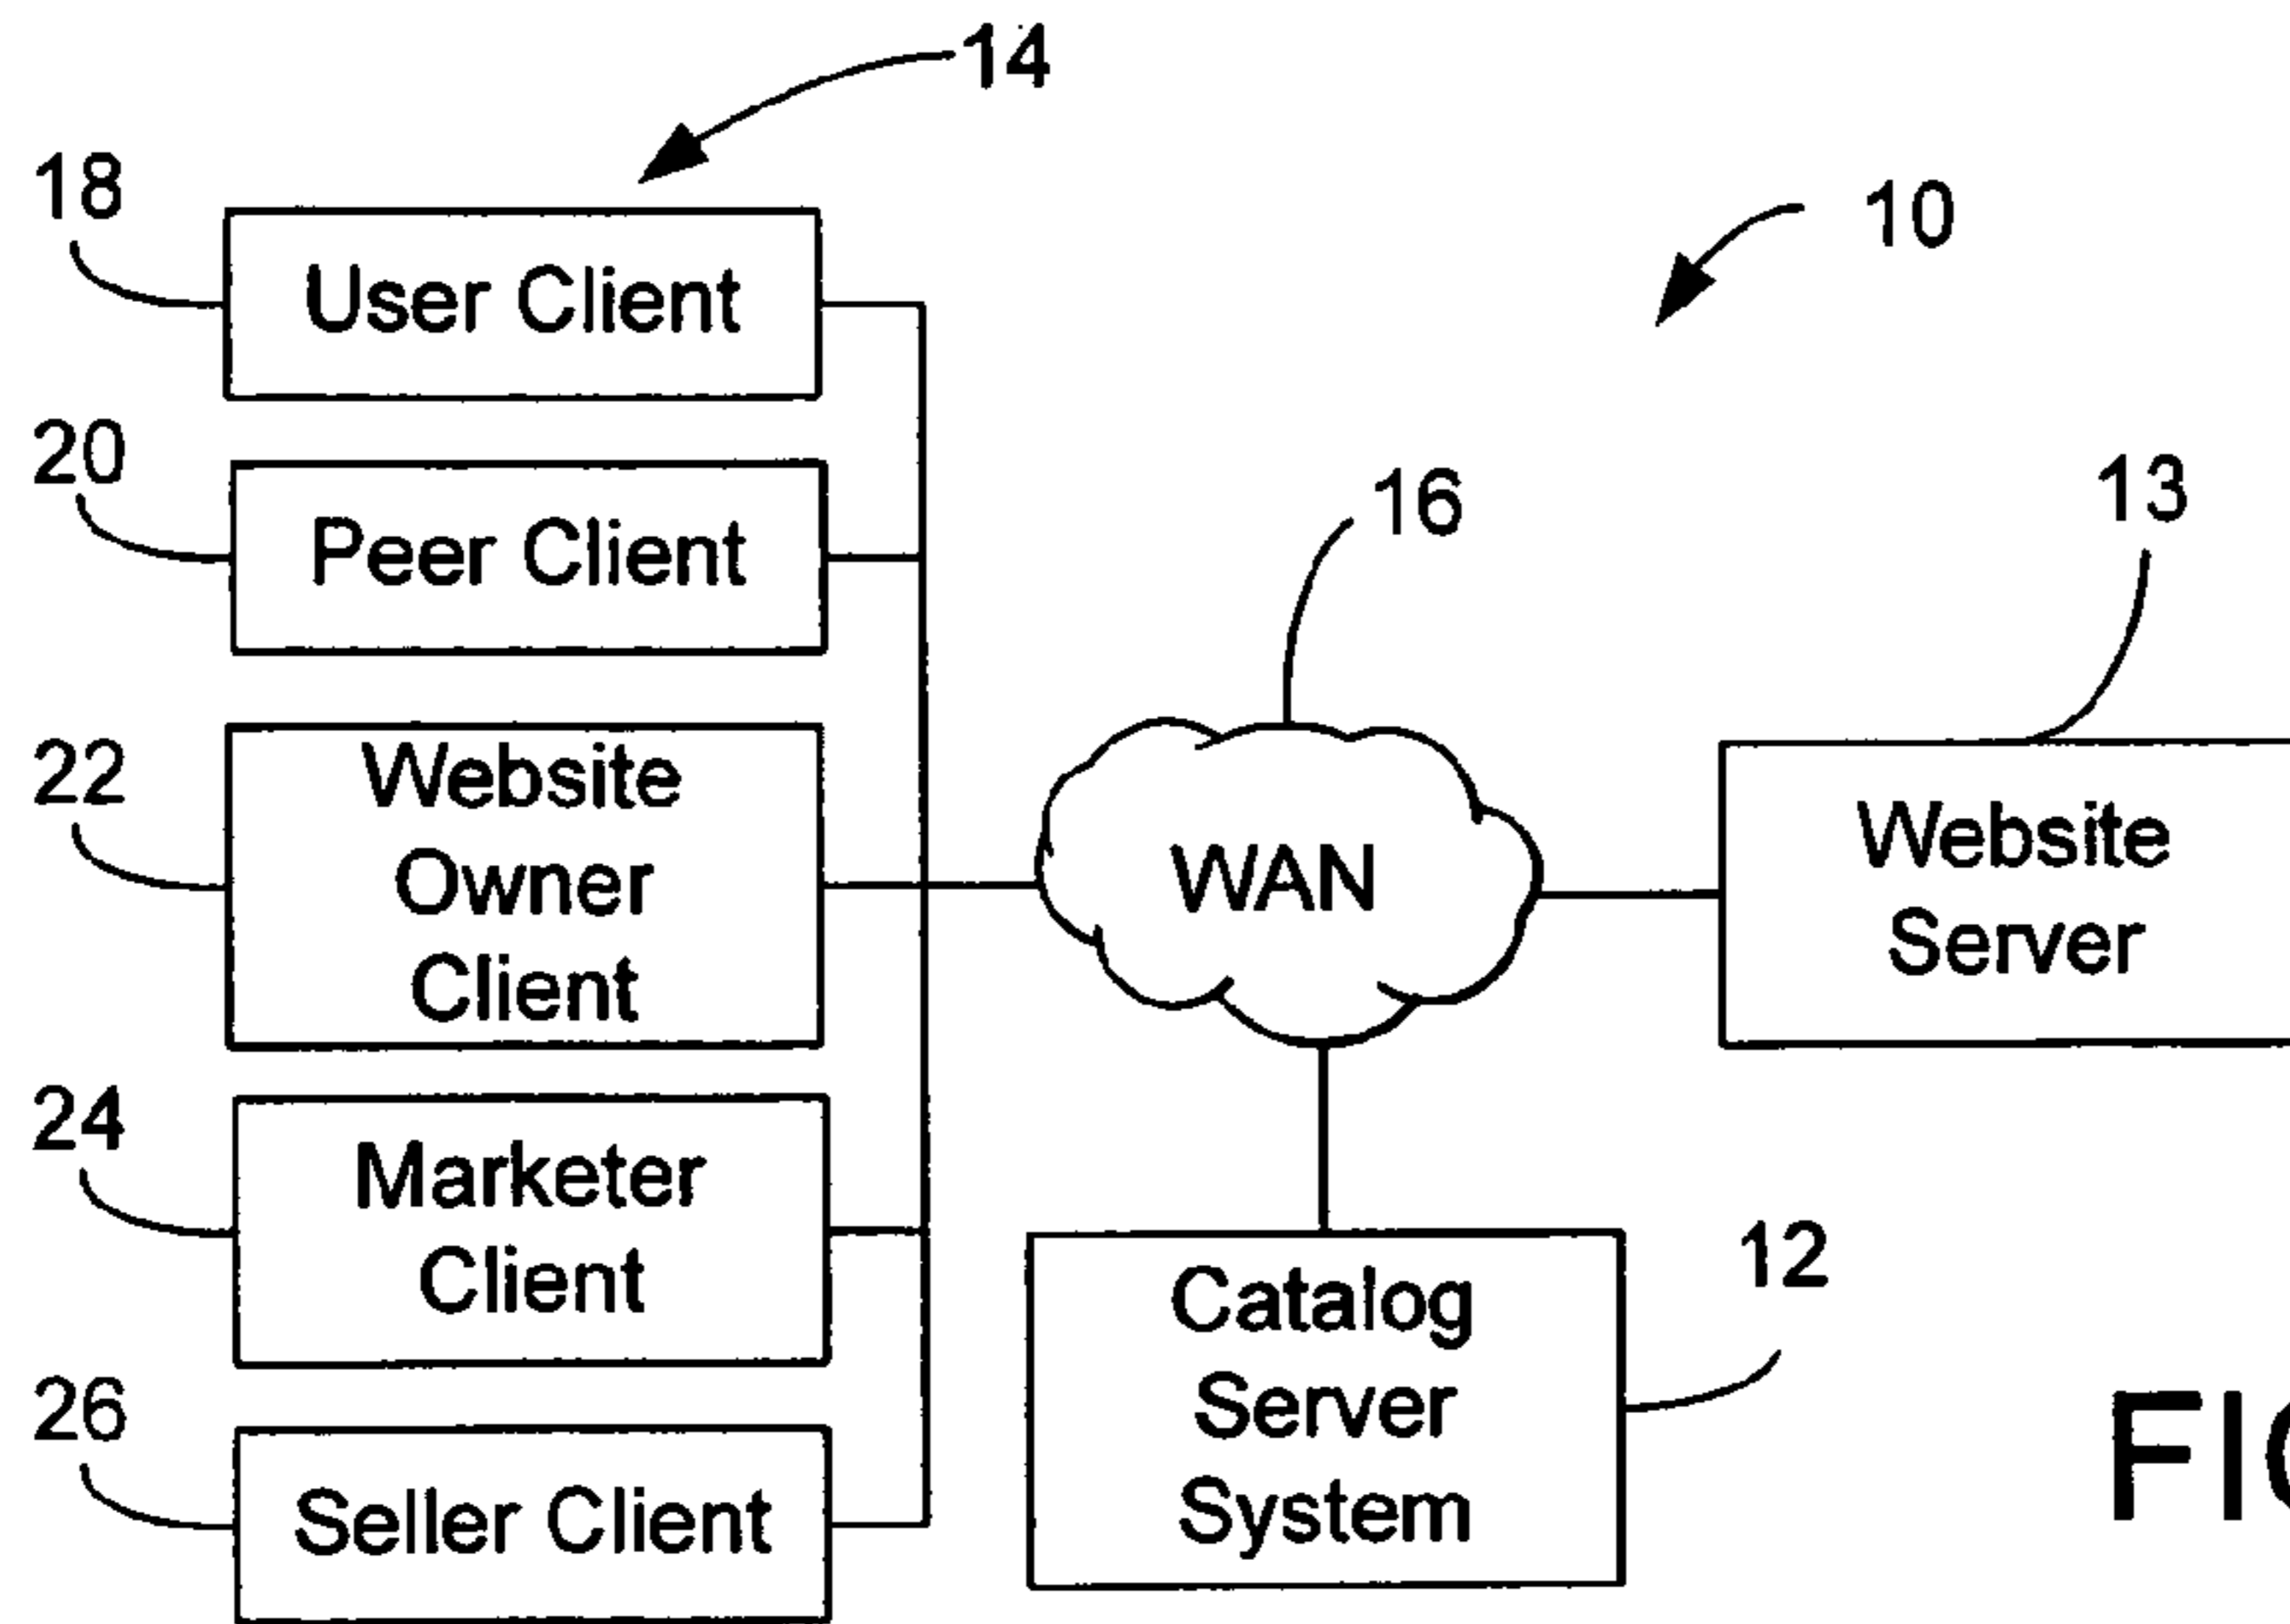 14
18
10
User Client
20
Peer Client
16
13
22
Website
Owner
Client
WAN
Website
Server
24
Marketer
Client
12
Catalog
Server
System
26
Seller Client